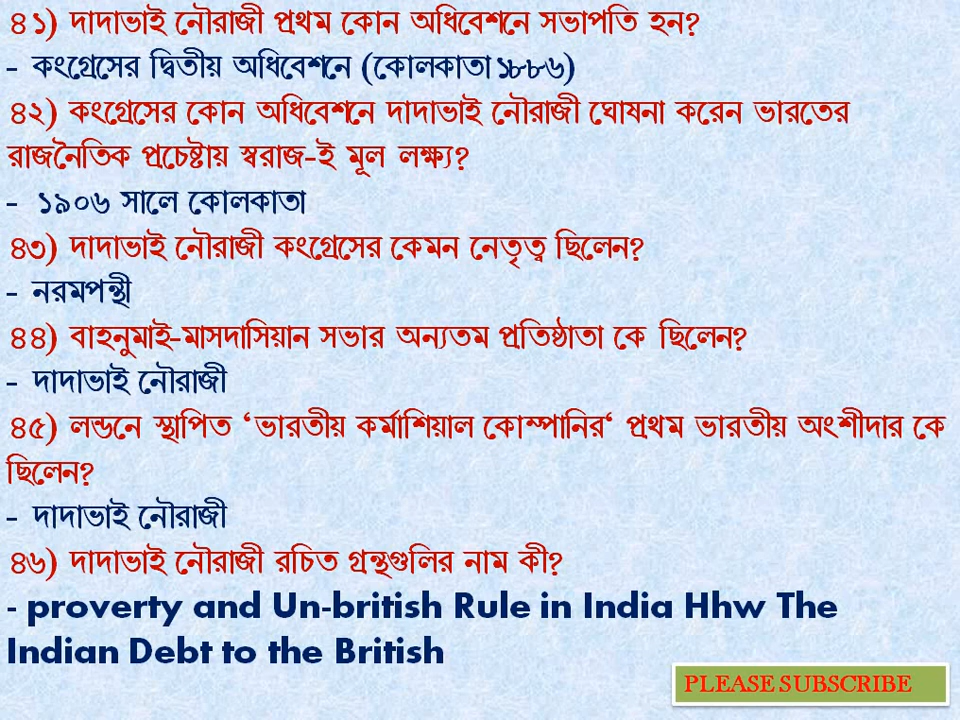 ৪১) দাদাভাই নৌরাজী প্রথম কোন অধিবেশনে সভাপতি হন?
- কংগ্রেসের দ্বিতীয় অধিবেশনে (কোলকাতা ১৮৮৬)
৪২) কংগ্রেসের কোন অধিবেশনে দাদাভাই নৌরাজী ঘোষনা করেন ভারতের
রাজনৈতিক প্রচেষ্টায় স্বরাজ-ই মূল লক্ষ্য?
- ১৯০৬ সালে কোলকাতা
৪৩) দাদাভাই নৌরাজী কংগ্রেসের কেমন নেতৃত্ব ছিলেন?
- নরমপন্থী
৪৪) বাহনুমাই-মাসদাসিয়ান সভার অন্যতম প্রতিষ্ঠাতা কে ছিলেন?
- দাদাভাই নৌরাজী
৪৫) লন্ডনে স্থাপিত ‘ভারতীয় কর্মাশিয়াল কোম্পানির‘ প্রথম ভারতীয় অংশীদার কে
ছিলেন?
- দাদাভাই নৌরাজী
৪৬) দাদাভাই নৌরাজী রচিত গ্রন্থগুলির নাম কী?
- proverty and Un-british Rule in India Hhw The
Indian Debt to the British
PLEASE SUBSCRIBE